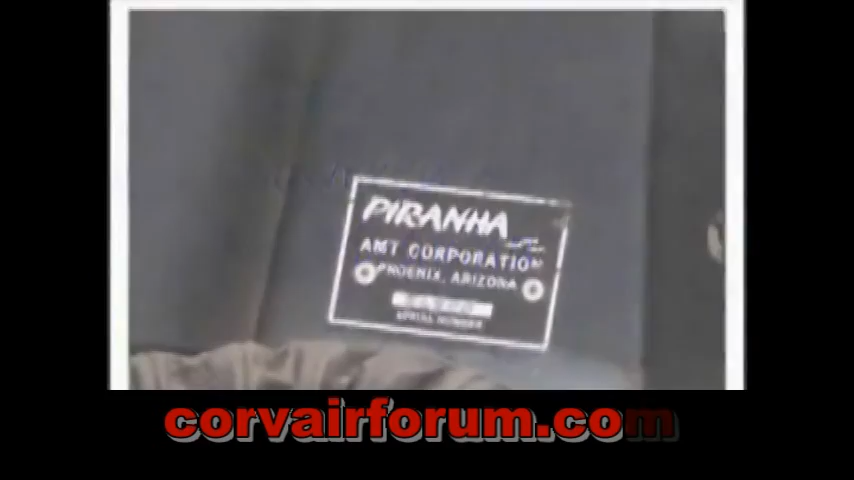 PIRANHA
AMT CORPORATION
PHOENIX, ARIZONA
SERIAL NUMBER
corvairforum.com